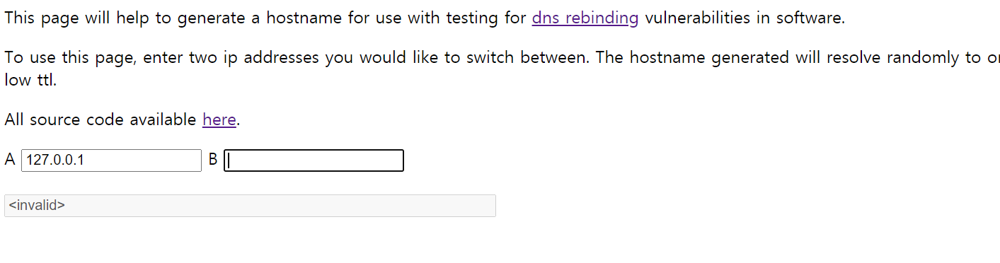 This page will help to generate a hostname for use with testing for dns rebinding vulnerabilities in software.
To use this page, enter two ip addresses you would like to switch between. The hostname generated will resolve randomly to
low ttl.
All source code available here.
A 127.0.0.1 B
<invalid>